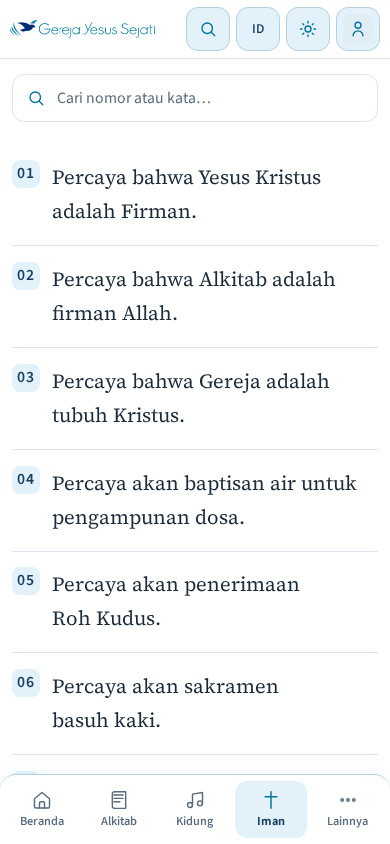 Gereja Yesus Sejati
ID
Cari nomor atau kata…
01
Percaya bahwa Yesus Kristus
adalah Firman.
02
Percaya bahwa Alkitab adalah
firman Allah.
03
Percaya bahwa Gereja adalah
tubuh Kristus.
04
Percaya akan baptisan air untuk
pengampunan dosa.
05
Percaya akan penerimaan
Roh Kudus.
06
Percaya akan sakramen
basuh kaki.
Beranda
Alkitab
Kidung
Iman
Lainnya